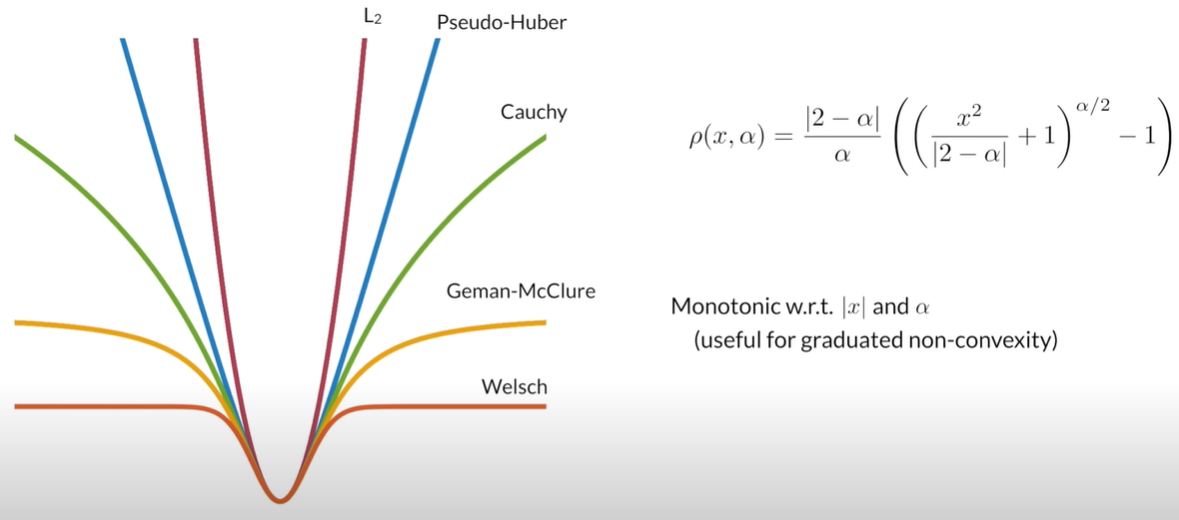 L₂
Pseudo-Huber
Cauchy
Geman-McClure
Welsch
ρ(x, α) = |2 − α| / α ( ( x² / |2 − α| + 1 )^(α/2) − 1 )
Monotonic w.r.t. |x| and α
(useful for graduated non-convexity)